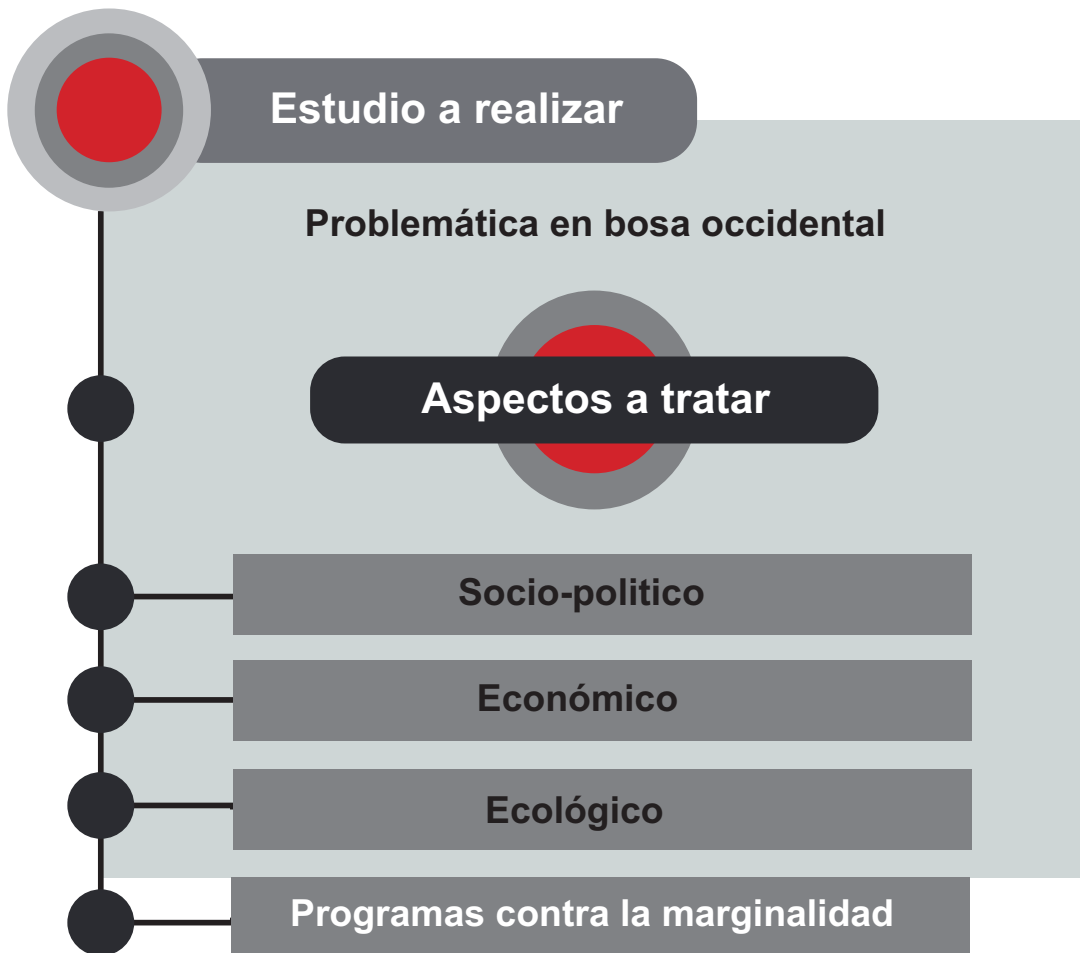 Estudio a realizar
Problemática en bosa occidental
Aspectos a tratar
Socio-politico
Económico
Ecológico
Programas contra la marginalidad